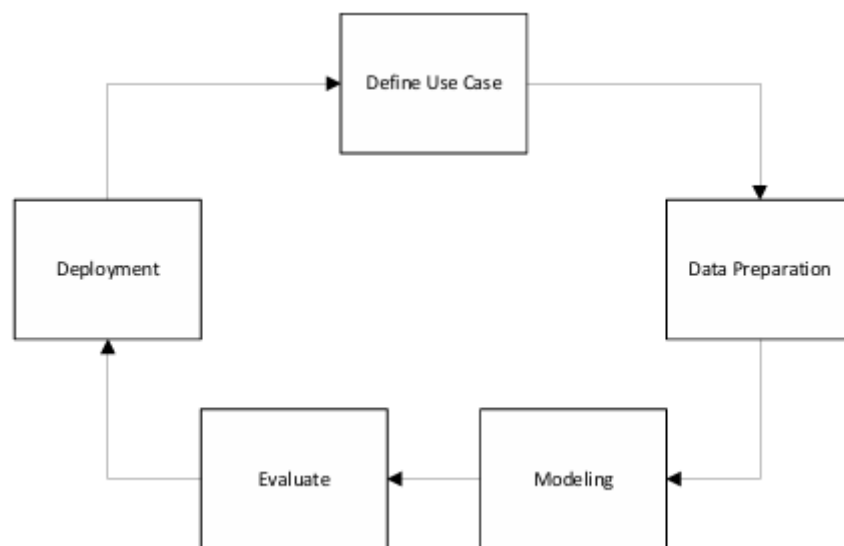 Define Use Case
Deployment
Data Preparation
Evaluate
Modeling